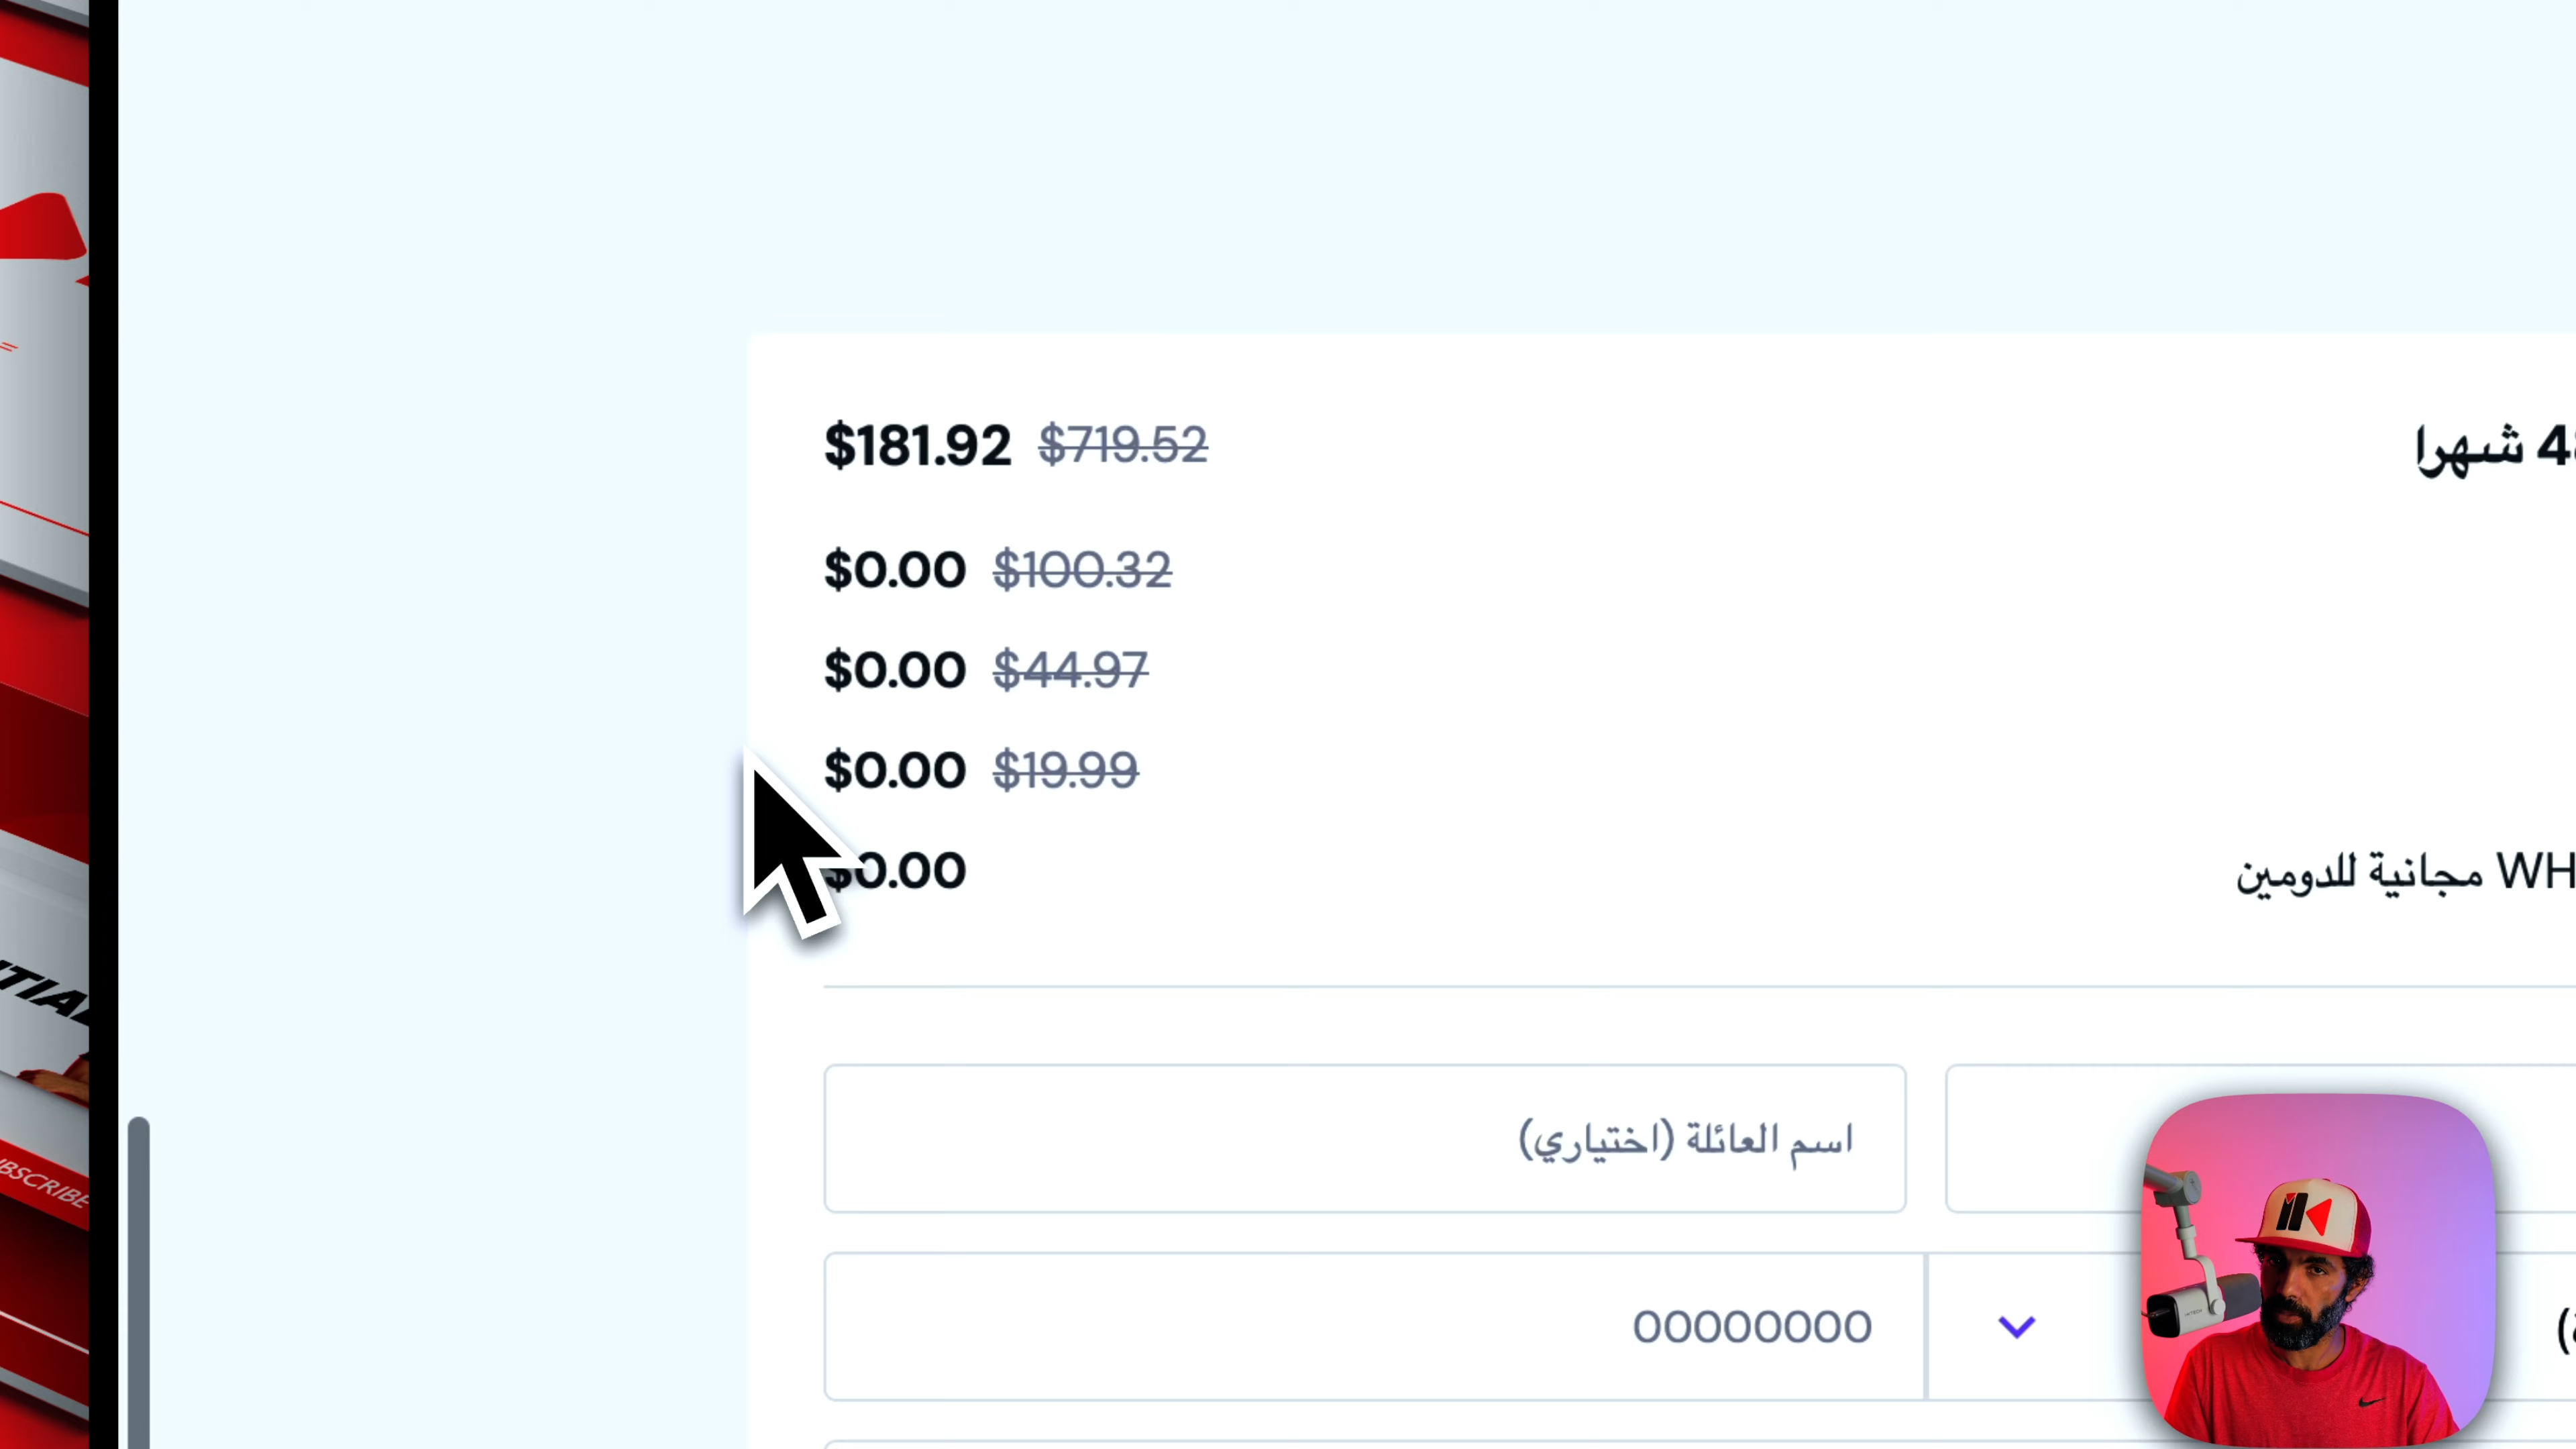 شهرا
$181.92 $719.52
$0.00 $100.32
$0.00 $44.97
$0.00 $19.99
مجانية للدومين
$0.00
اسم العائلة (اختياري)
00000000